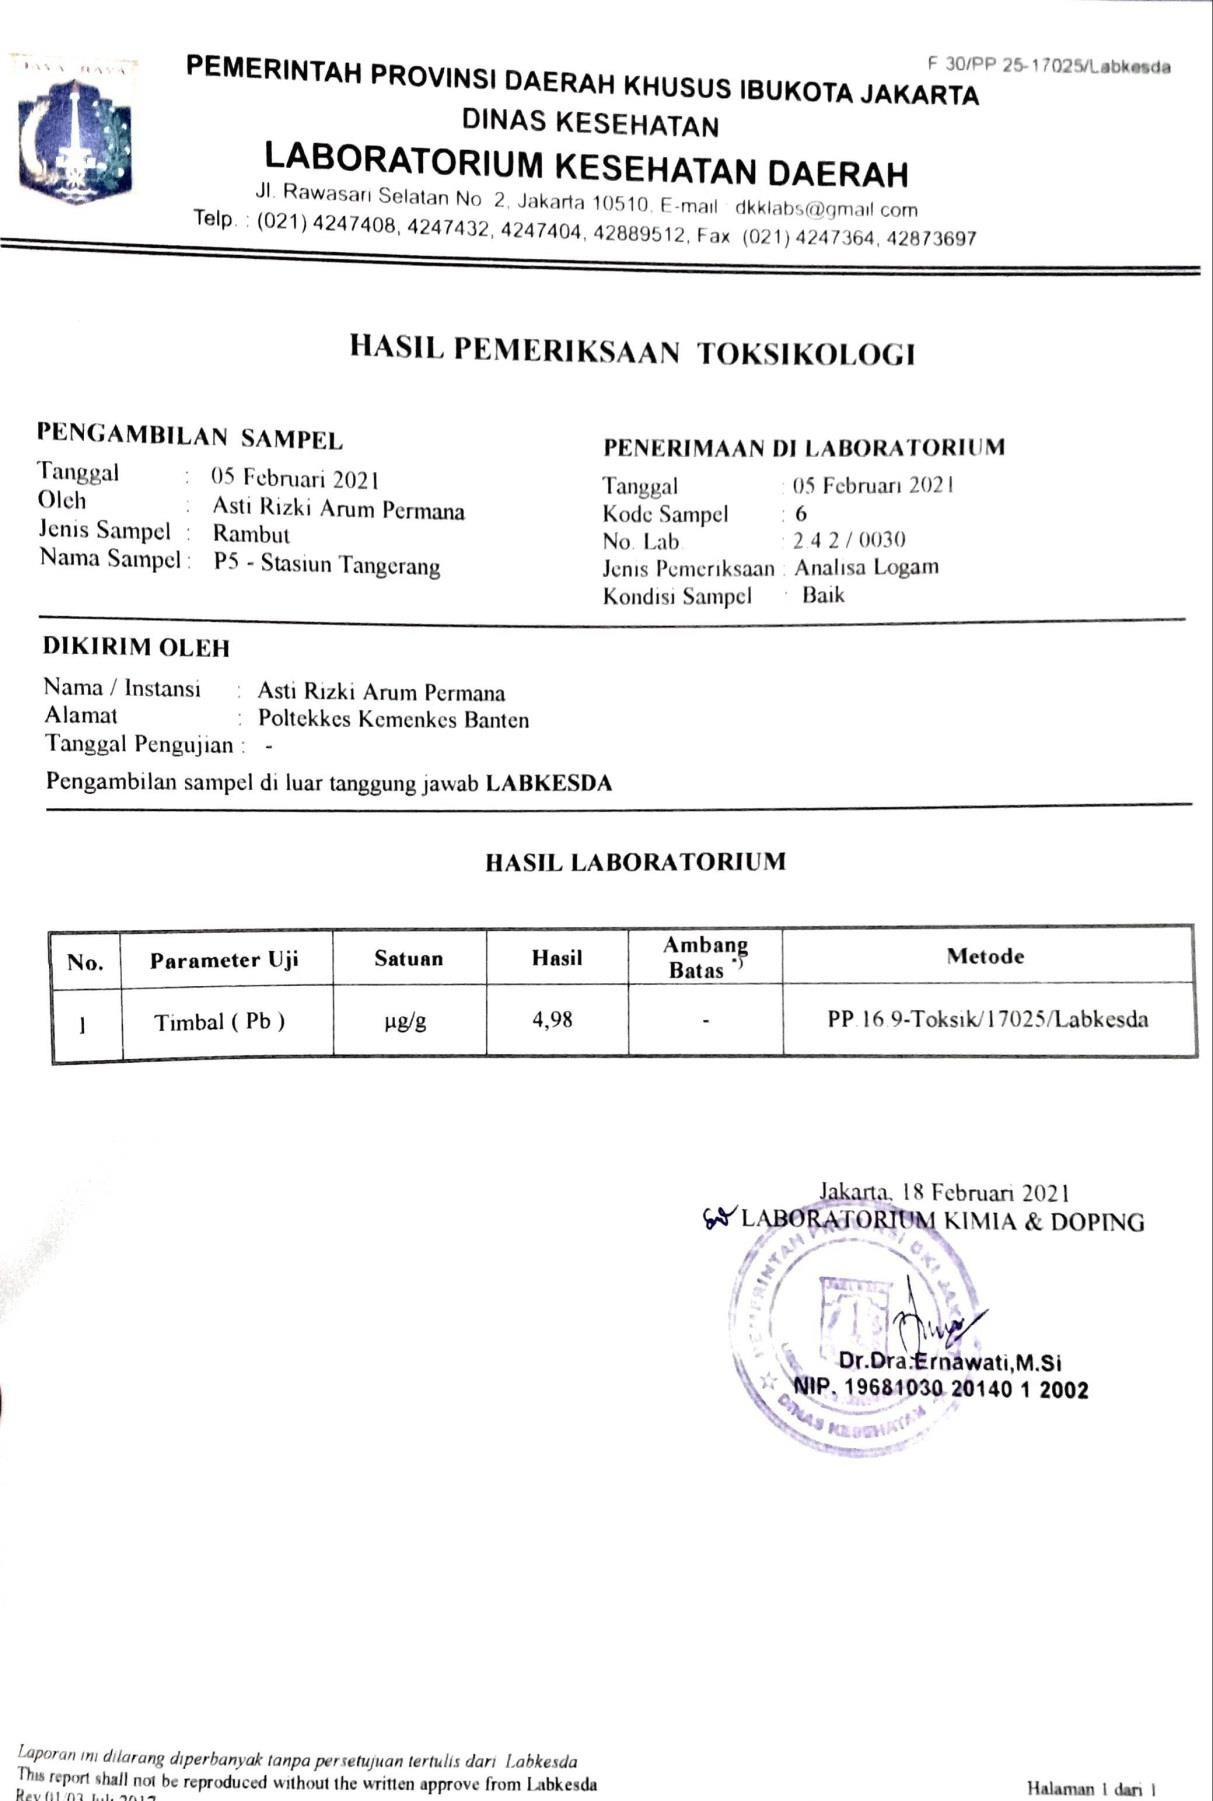 JAYA RAYA
F 30/PP 25-17025/Labkesda
PEMERINTAH PROVINSI DAERAH KHUSUS IBUKOTA JAKARTA
DINAS KESEHATAN
LABORATORIUM KESEHATAN DAERAH
Jl. Rawasari Selatan No 2, Jakarta 10510, E-mail dkklabs@gmail com
Telp. : (021) 4247408, 4247432, 4247404, 42889512, Fax (021) 4247364, 42873697
HASIL PEMERIKSAAN TOKSIKOLOGI
PENGAMBILAN SAMPEL
Tanggal : 05 Februari 2021
Oleh : Asti Rizki Arum Permana
Jenis Sampel : Rambut
Nama Sampel : P5 - Stasiun Tangerang
PENERIMAAN DI LABORATORIUM
Tanggal : 05 Februari 2021
Kode Sampel : 6
No. Lab : 2 4 2 / 0030
Jenis Pemeriksaan : Analisa Logam
Kondisi Sampel : Baik
DIKIRIM OLEH
Nama / Instansi : Asti Rizki Arum Permana
Alamat : Poltekkes Kemenkes Banten
Tanggal Pengujian : -
Pengambilan sampel di luar tanggung jawab LABKESDA
HASIL LABORATORIUM
No. Parameter Uji Satuan Hasil Ambang Batas *) Metode
1 Timbal ( Pb ) µg/g 4,98 - PP 16 9-Toksik/17025/Labkesda
Jakarta, 18 Februari 2021
LABORATORIUM KIMIA & DOPING
PEMERINTAH PROVINSI DKI
DINAS KESEHATAN
Dr.Dra.Ernawati,M.Si
NIP. 19681030 20140 1 2002
Laporan ini dilarang diperbanyak tanpa persetujuan tertulis dari Labkesda
This report shall not be reproduced without the written approve from Labkesda
Halaman 1 dari 1